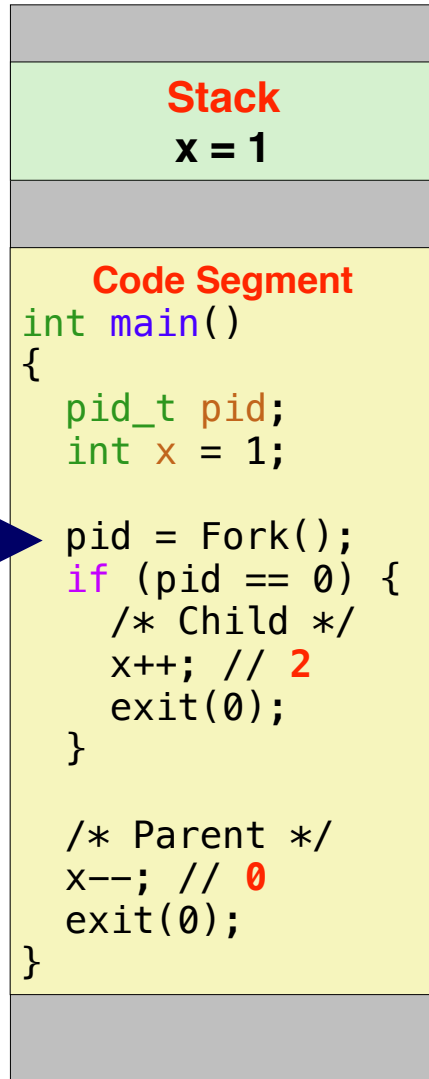 Stack
x = 1
Code Segment
int main()
{
  pid_t pid;
  int x = 1;
  pid = Fork();
  if (pid == 0) {
    /* Child */
    x++; // 2
    exit(0);
  }
  /* Parent */
  x--; // 0
  exit(0);
}